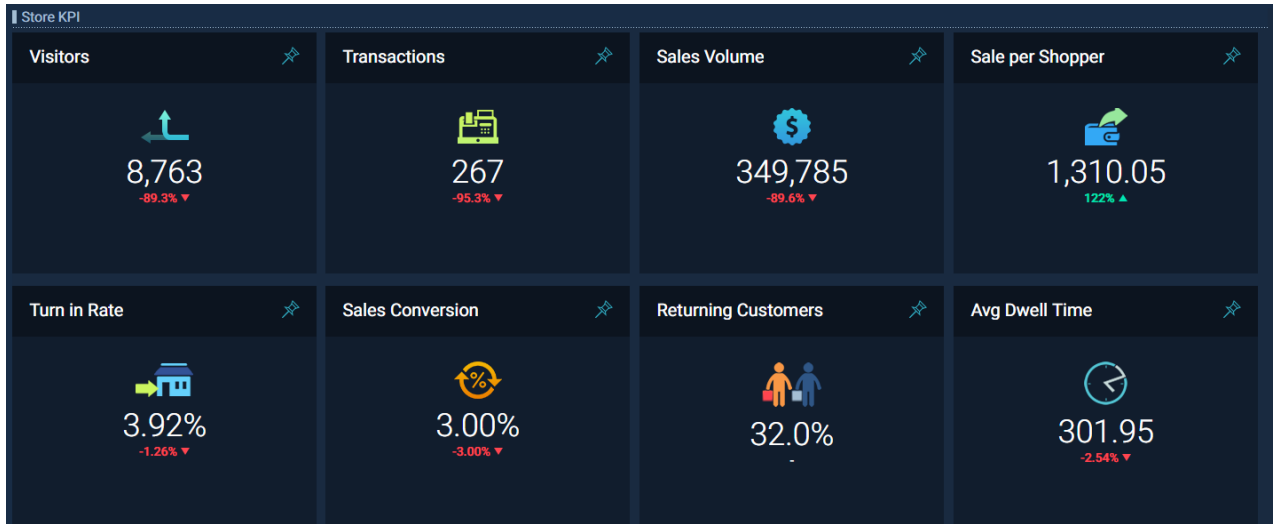 Store KPI
Visitors
Transactions
Sales Volume
Sale per Shopper
$
8,763
267
349,785
1,310.05
-89.3% ▼
-95.3% ▼
-89.6% ▼
122% ▲
Turn in Rate
Sales Conversion
Returning Customers
Avg Dwell Time
%
3.92%
3.00%
32.0%
301.95
-1.26% ▼
-3.00% ▼
-
-2.54% ▼